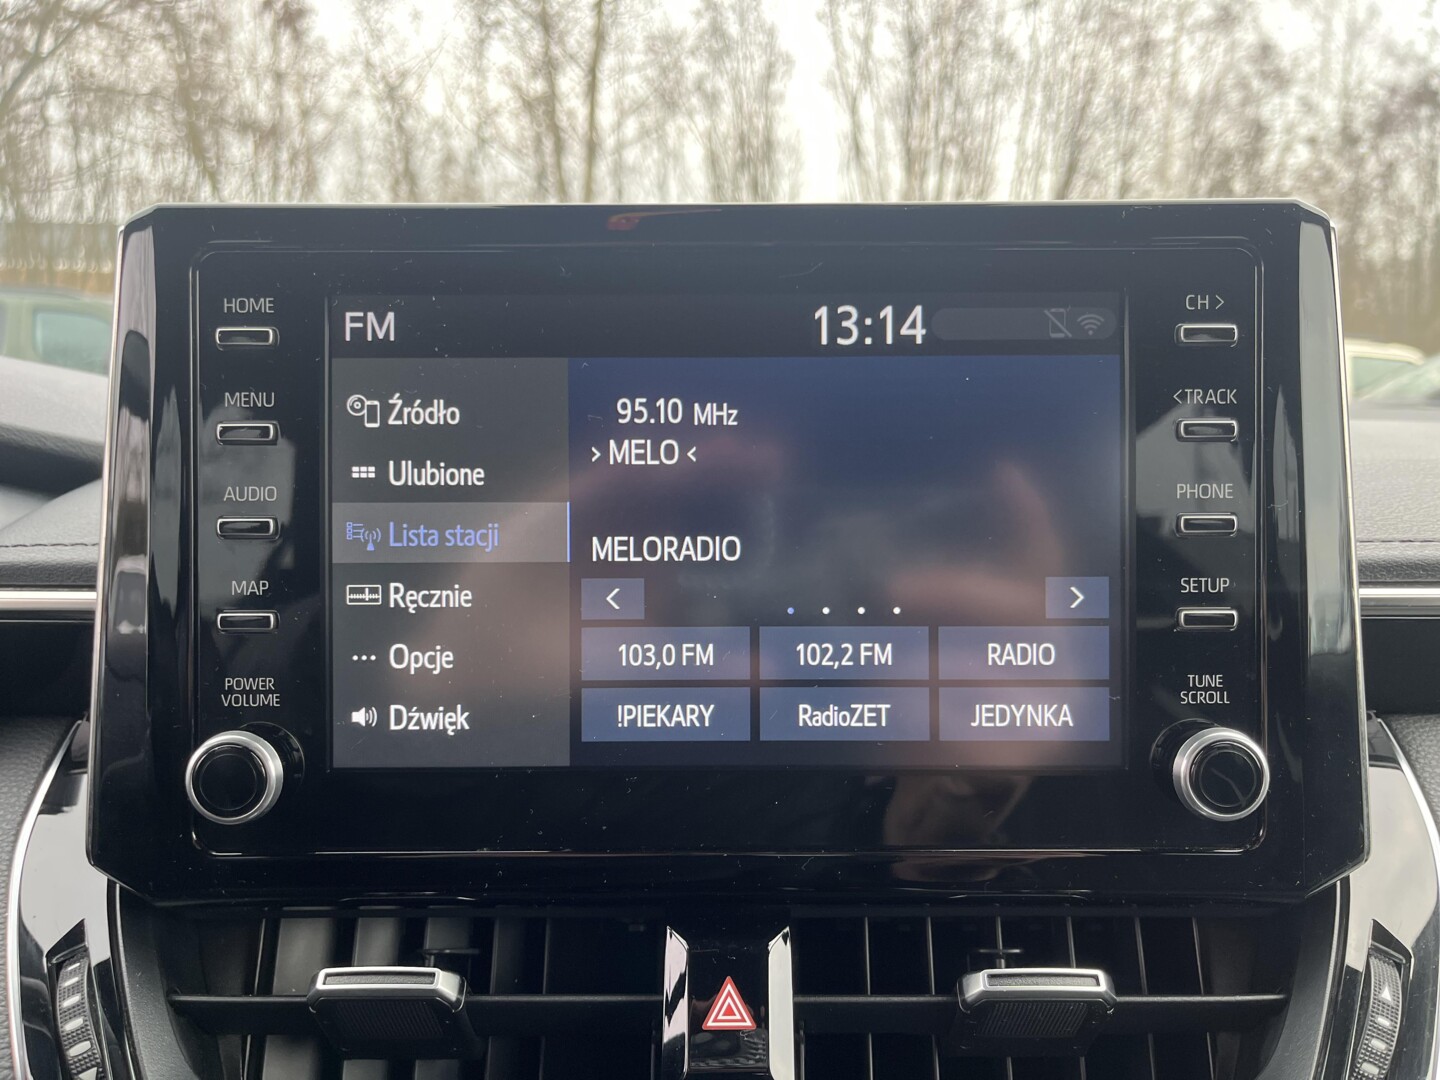 HOME
MENU
AUDIO
MAP
POWER
VOLUME
FM
13:14
Źródło
Ulubione
Lista stacji
Ręcznie
Opcje
Dźwięk
95.10 MHz
> MELO <
MELORADIO
< >
103,0 FM 102,2 FM RADIO
!PIEKARY RadioZET JEDYNKA
CH >
< TRACK
PHONE
SETUP
TUNE
SCROLL